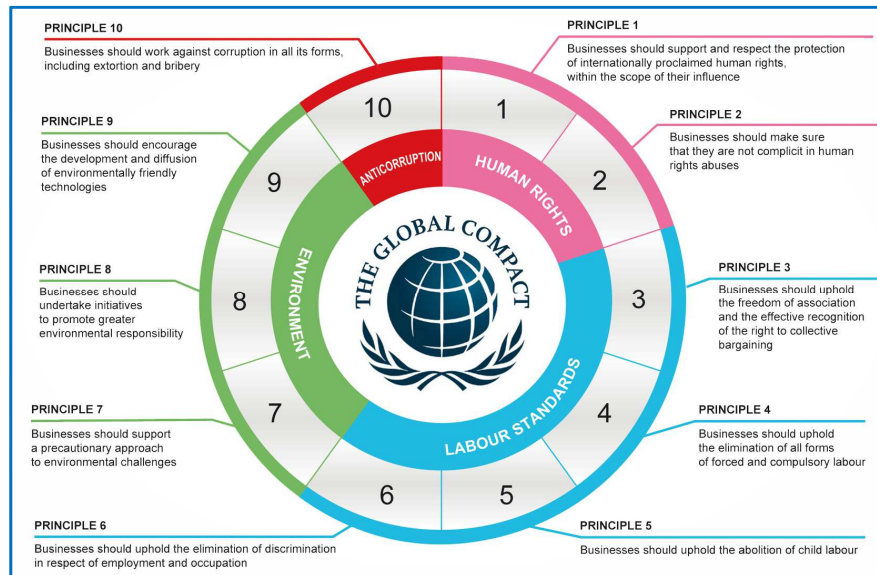 PRINCIPLE 10
Businesses should work against corruption in all its forms,
including extortion and bribery
PRINCIPLE 1
Businesses should support and respect the protection
of internationally proclaimed human rights,
within the scope of their influence
PRINCIPLE 9
Businesses should encourage
the development and diffusion
of environmentally friendly
technologies
PRINCIPLE 2
Businesses should make sure
that they are not complicit in human
rights abuses
PRINCIPLE 8
Businesses should
undertake initiatives
to promote greater
environmental responsibility
PRINCIPLE 3
Businesses should uphold
the freedom of association
and the effective recognition
of the right to collective
bargaining
PRINCIPLE 7
Businesses should support
a precautionary approach
to environmental challenges
PRINCIPLE 4
Businesses should uphold
the elimination of all forms
of forced and compulsory labour
PRINCIPLE 6
Businesses should uphold the elimination of discrimination
in respect of employment and occupation
PRINCIPLE 5
Businesses should uphold the abolition of child labour
10
1
2
3
4
5
6
7
8
9
ANTICORRUPTION
HUMAN RIGHTS
LABOUR STANDARDS
ENVIRONMENT
THE GLOBAL COMPACT